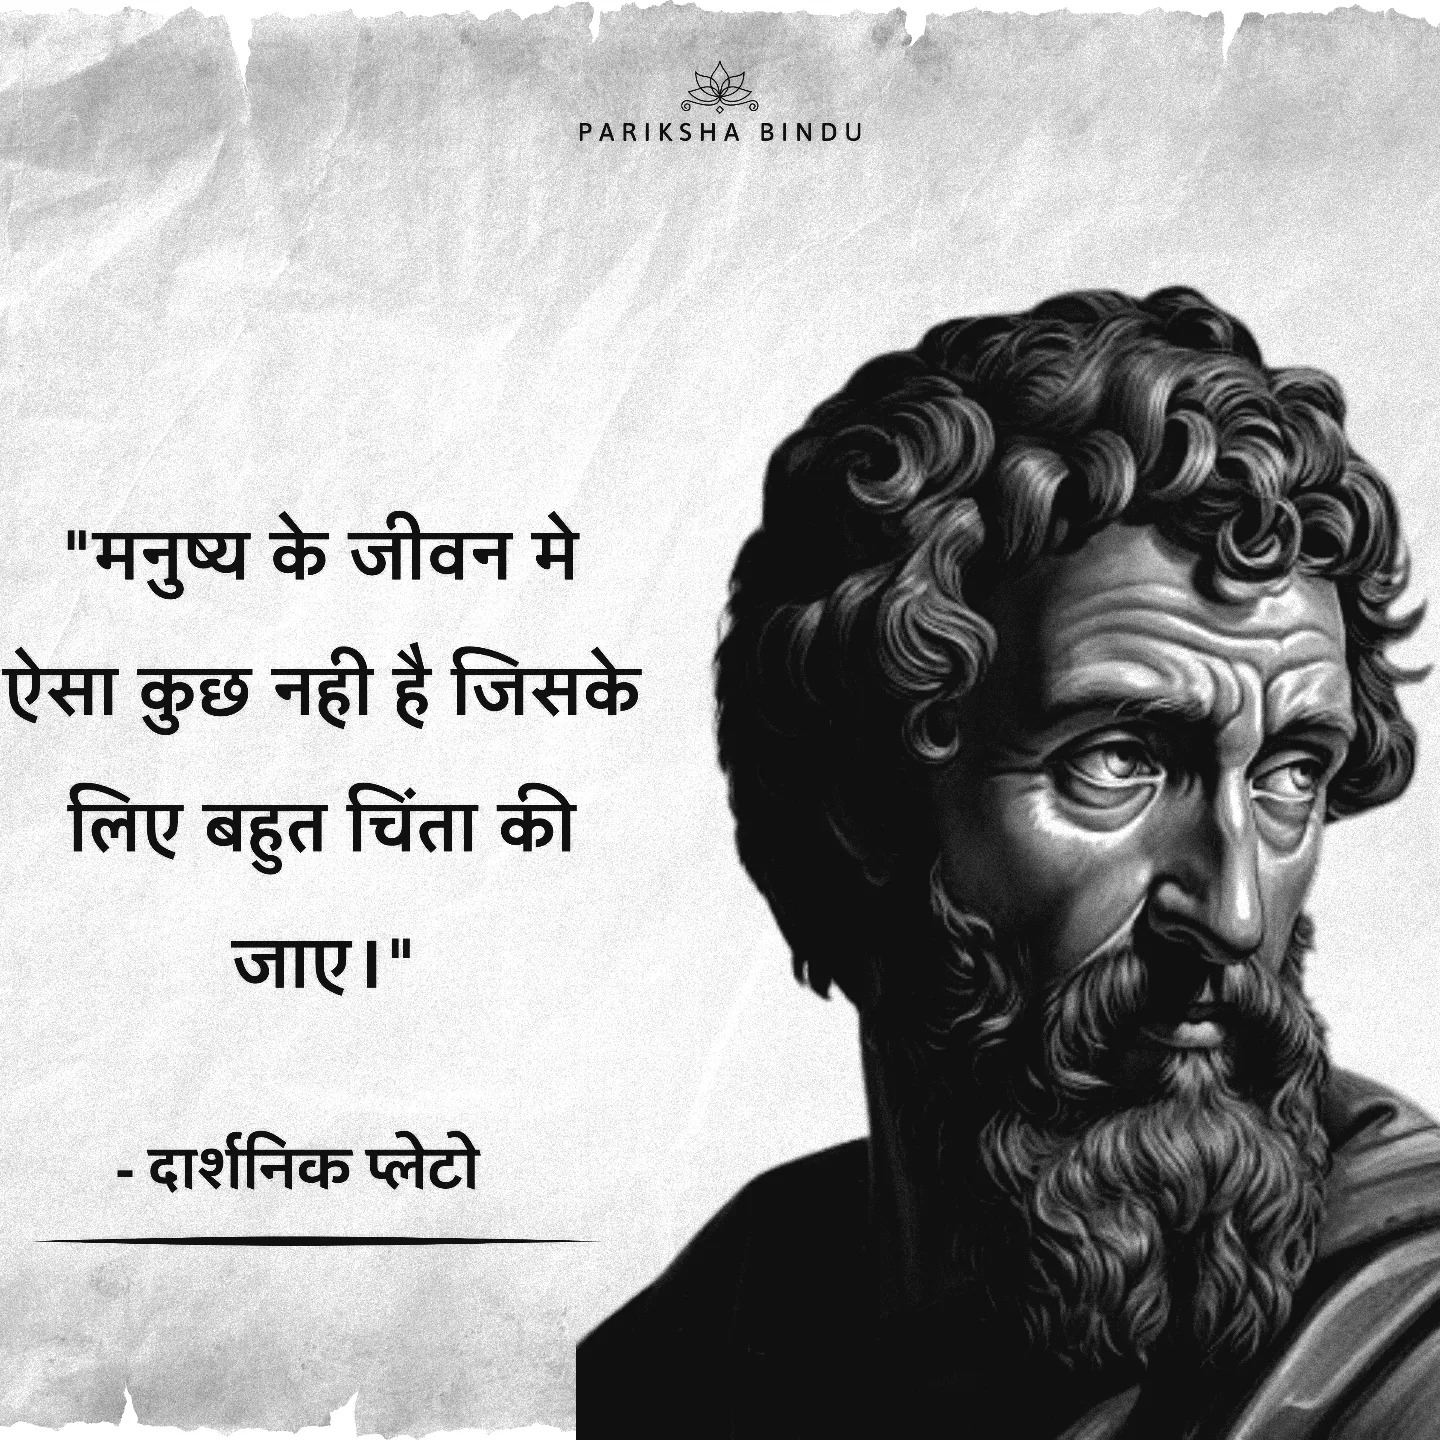 PARIKSHA BINDU
"मनुष्य के जीवन मे
ऐसा कुछ नही है जिसके
लिए बहुत चिंता की
जाए।"
- दार्शनिक प्लेटो